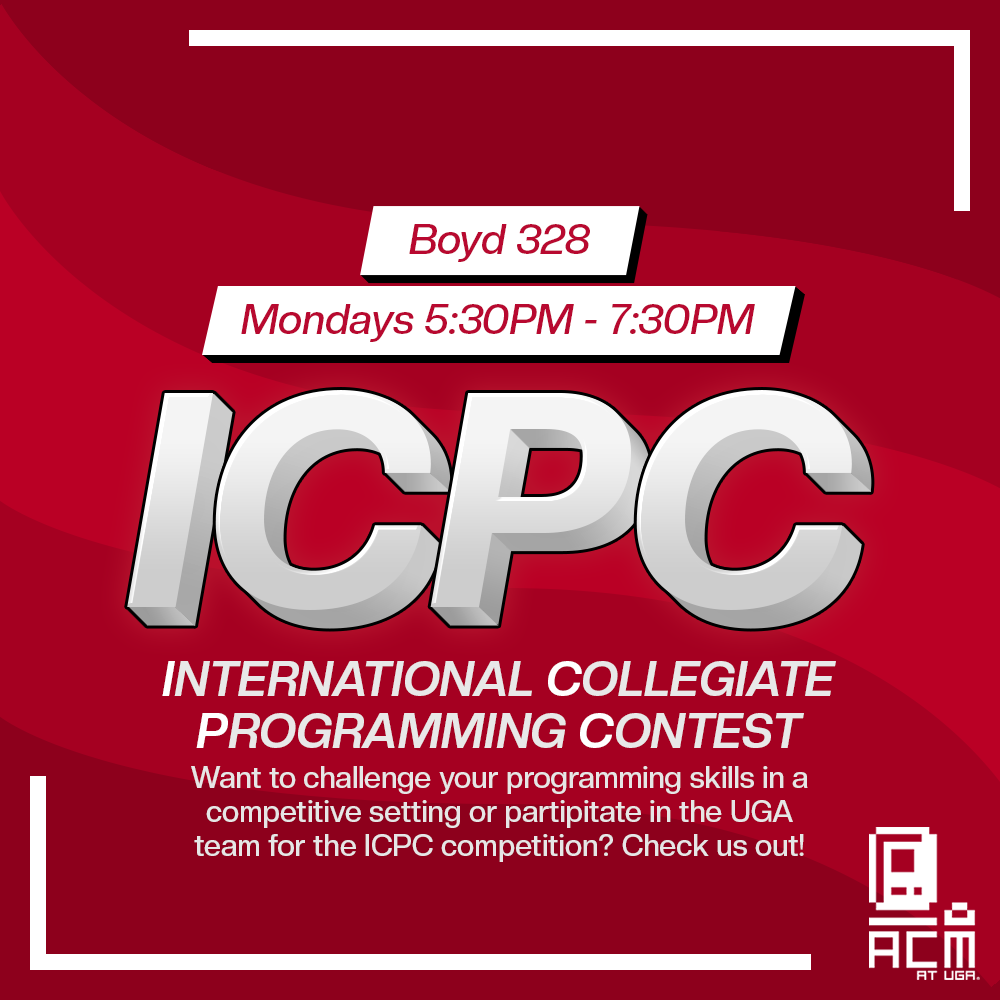 Boyd 328
Mondays 5:30PM - 7:30PM
ICPC
INTERNATIONAL COLLEGIATE
PROGRAMMING CONTEST
Want to challenge your programming skills in a
competitive setting or partipitate in the UGA
team for the ICPC competition? Check us out!
ACM
AT UGA.